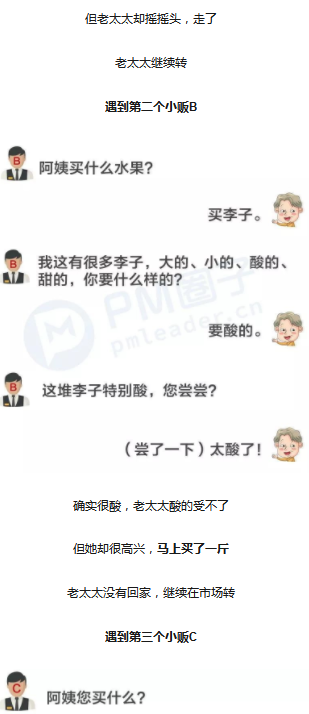 但老太太却摇摇头，走了
老太太继续转
遇到第二个小贩B
B
阿姨买什么水果？
买李子。
B
我这有很多李子，大的、小的、酸的、
甜的，你要什么样的？
PM圈子
pmleader.cn
要酸的。
B
这堆李子特别酸，您尝尝？
（尝了一下）太酸了！
确实很酸，老太太酸的受不了
但她却很高兴，马上买了一斤
老太太没有回家，继续在市场转
遇到第三个小贩C
C
阿姨您买什么？